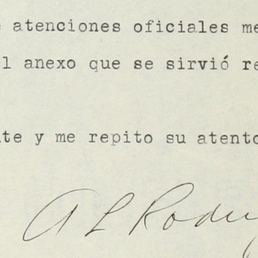 atenciones oficiales me
l anexo que se sirvió re
te y me repito su atento
A L Rodr